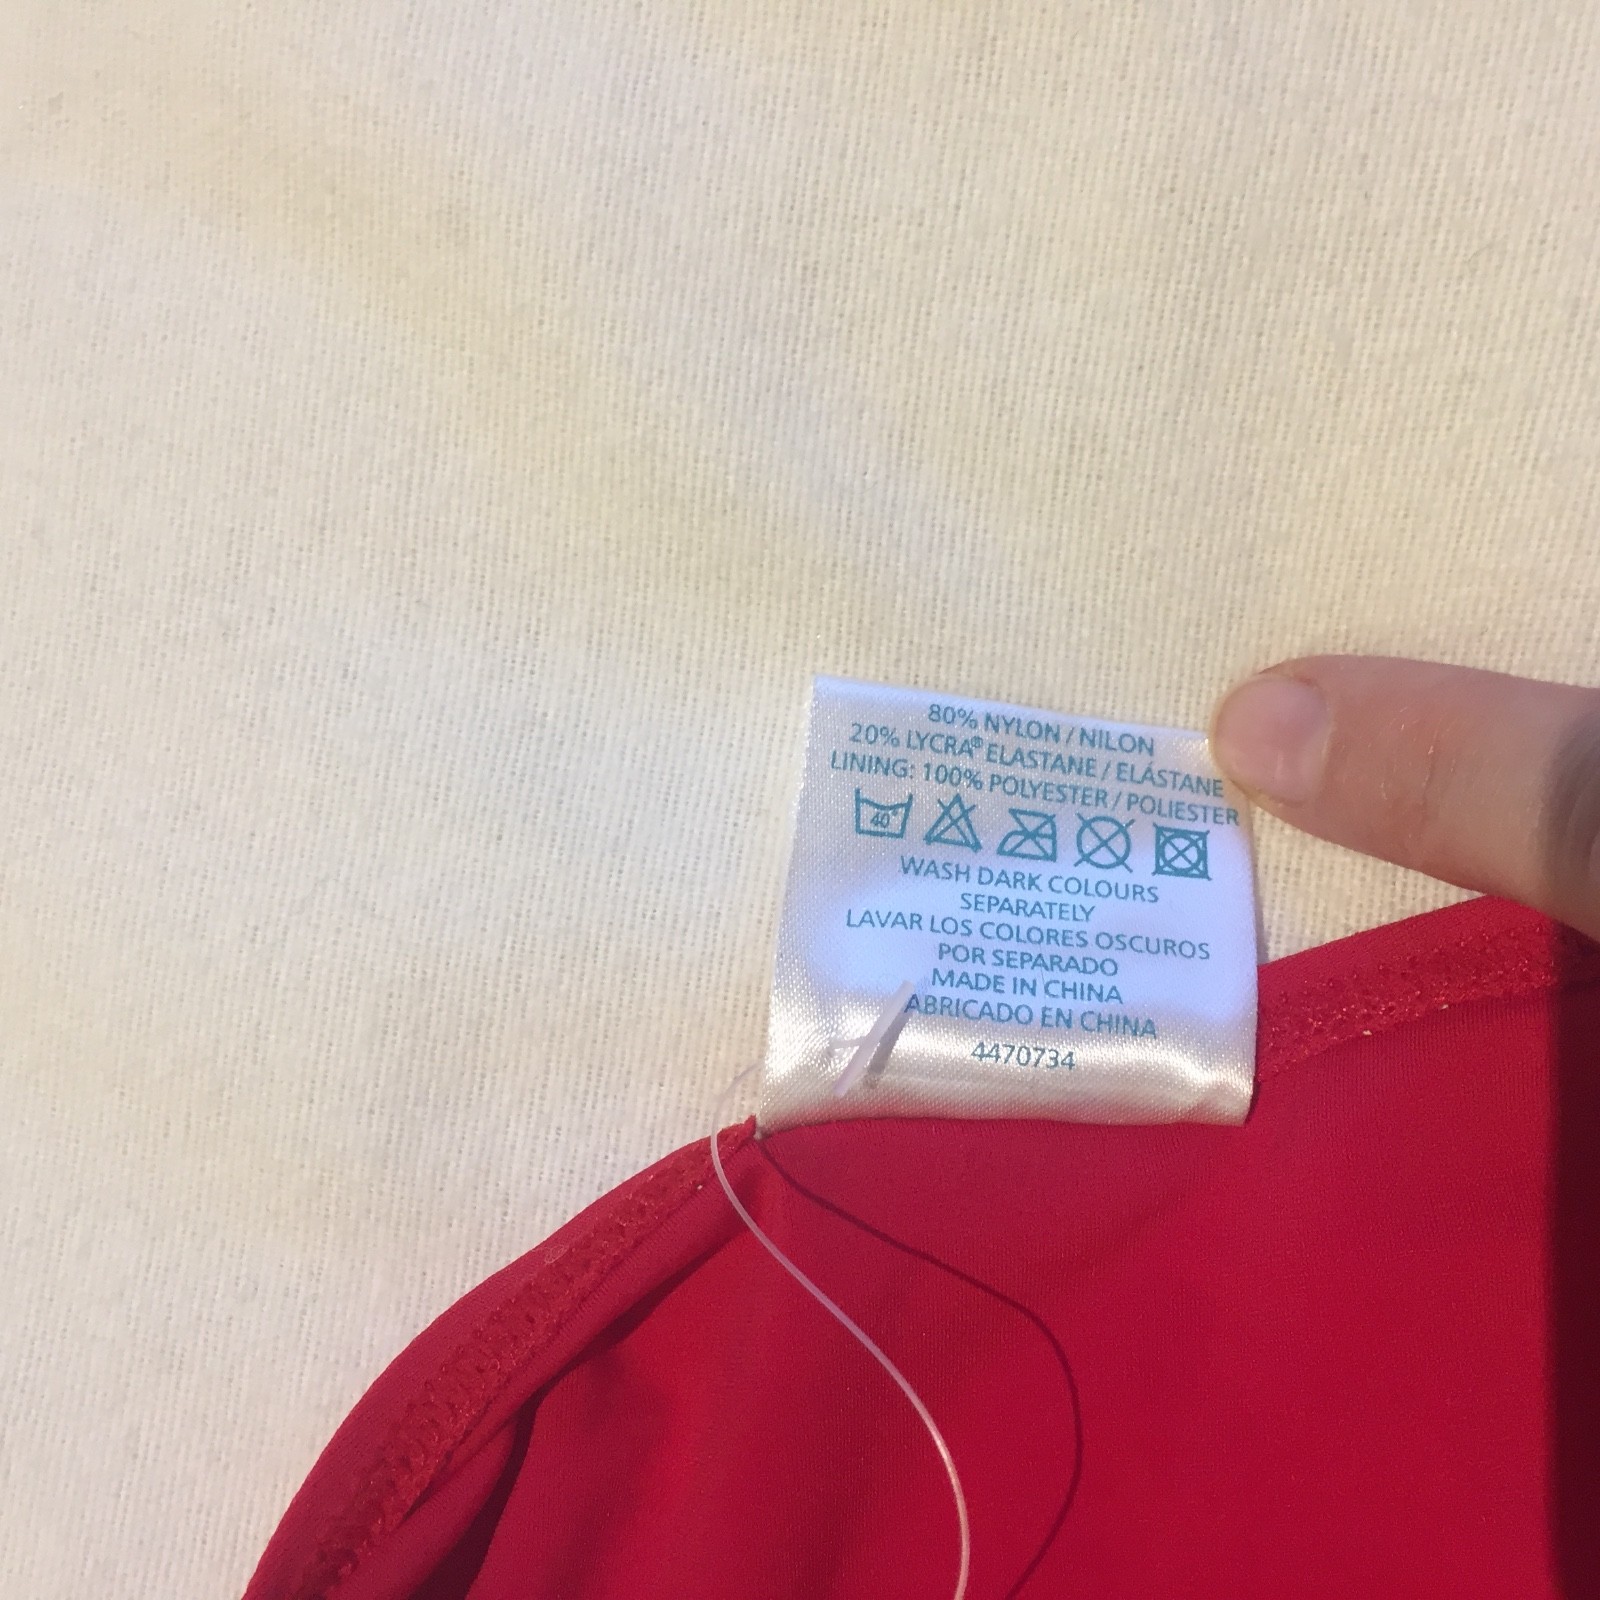 80% NYLON / NILON
20% LYCRA® ELASTANE / ELÁSTANE
LINING: 100% POLYESTER / POLIESTER
40°
WASH DARK COLOURS
SEPARATELY
LAVAR LOS COLORES OSCUROS
POR SEPARADO
MADE IN CHINA
ABRICADO EN CHINA
4470734